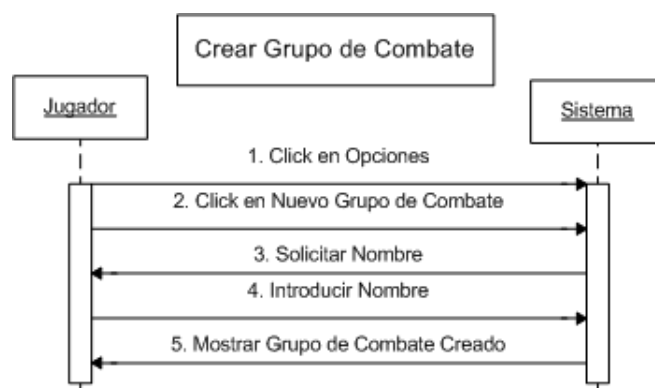 Crear Grupo de Combate
Jugador
Sistema
1. Click en Opciones
2. Click en Nuevo Grupo de Combate
3. Solicitar Nombre
4. Introducir Nombre
5. Mostrar Grupo de Combate Creado